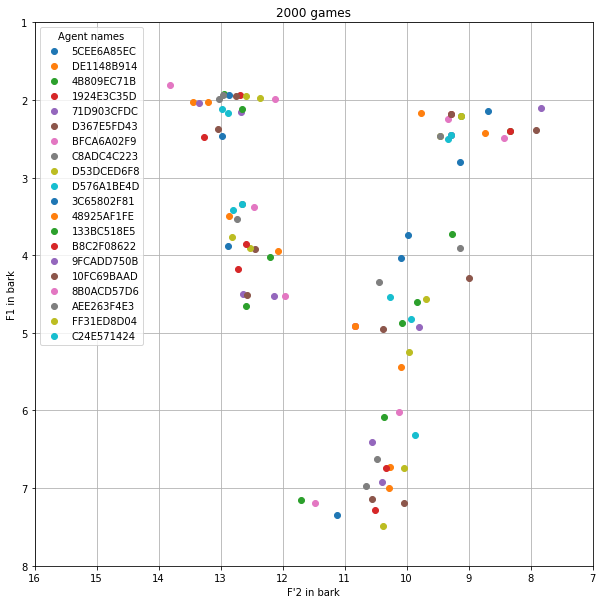 2000 games
1
2
3
4
5
6
7
8
F1 in bark
Agent names
5CEE6A85EC
DE1148B914
4B809EC71B
1924E3C35D
71D903CFDC
D367E5FD43
BFCA6A02F9
C8ADC4C223
D53DCED6F8
D576A1BE4D
3C65802F81
48925AF1FE
133BC518E5
B8C2F08622
9FCADD750B
10FC69BAAD
8B0ACD57D6
AEE263F4E3
FF31ED8D04
C24E571424
16 15 14 13 12 11 10 9 8 7
F'2 in bark